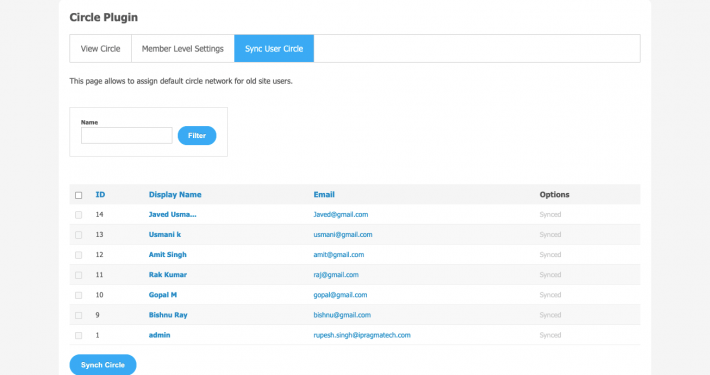 Circle Plugin
View Circle Member Level Settings Sync User Circle
This page allows to assign default circle network for old site users.
Name
Filter
ID Display Name Email Options
14 Javed Usma... Javed@gmail.com Synced
13 Usmani k usmani@gmail.com Synced
12 Amit Singh amit@gmail.com Synced
11 Rak Kumar raj@gmail.com Synced
10 Gopal M gopal@gmail.com Synced
9 Bishnu Ray bishnu@gmail.com Synced
1 admin rupesh.singh@ipragmatech.com Synced
Synch Circle